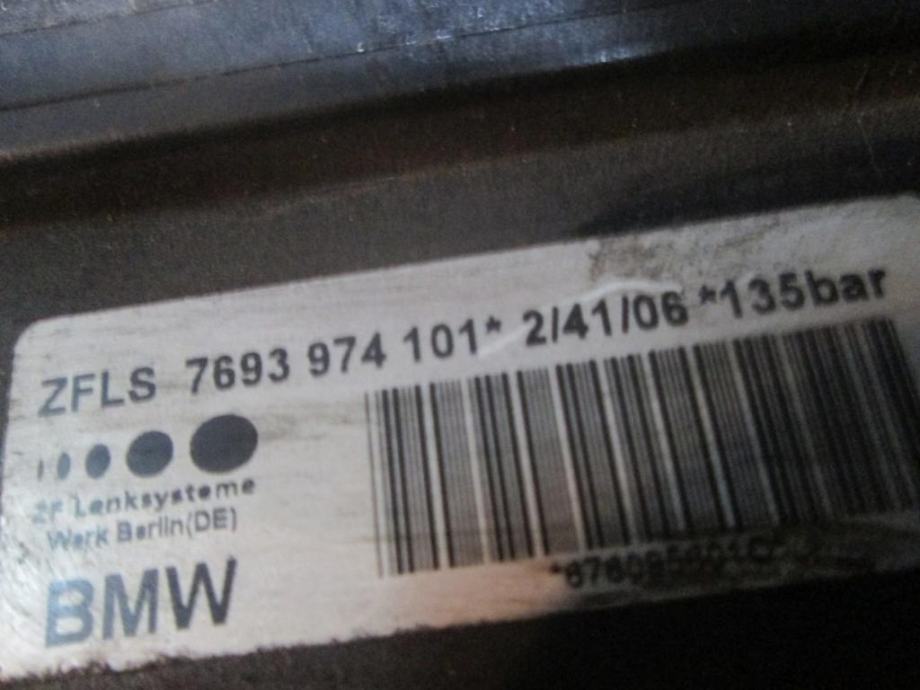 ZFLS 7693 974 101* 2/41/06 *135bar
ZF Lenksysteme
Werk Berlin(DE)
BMW